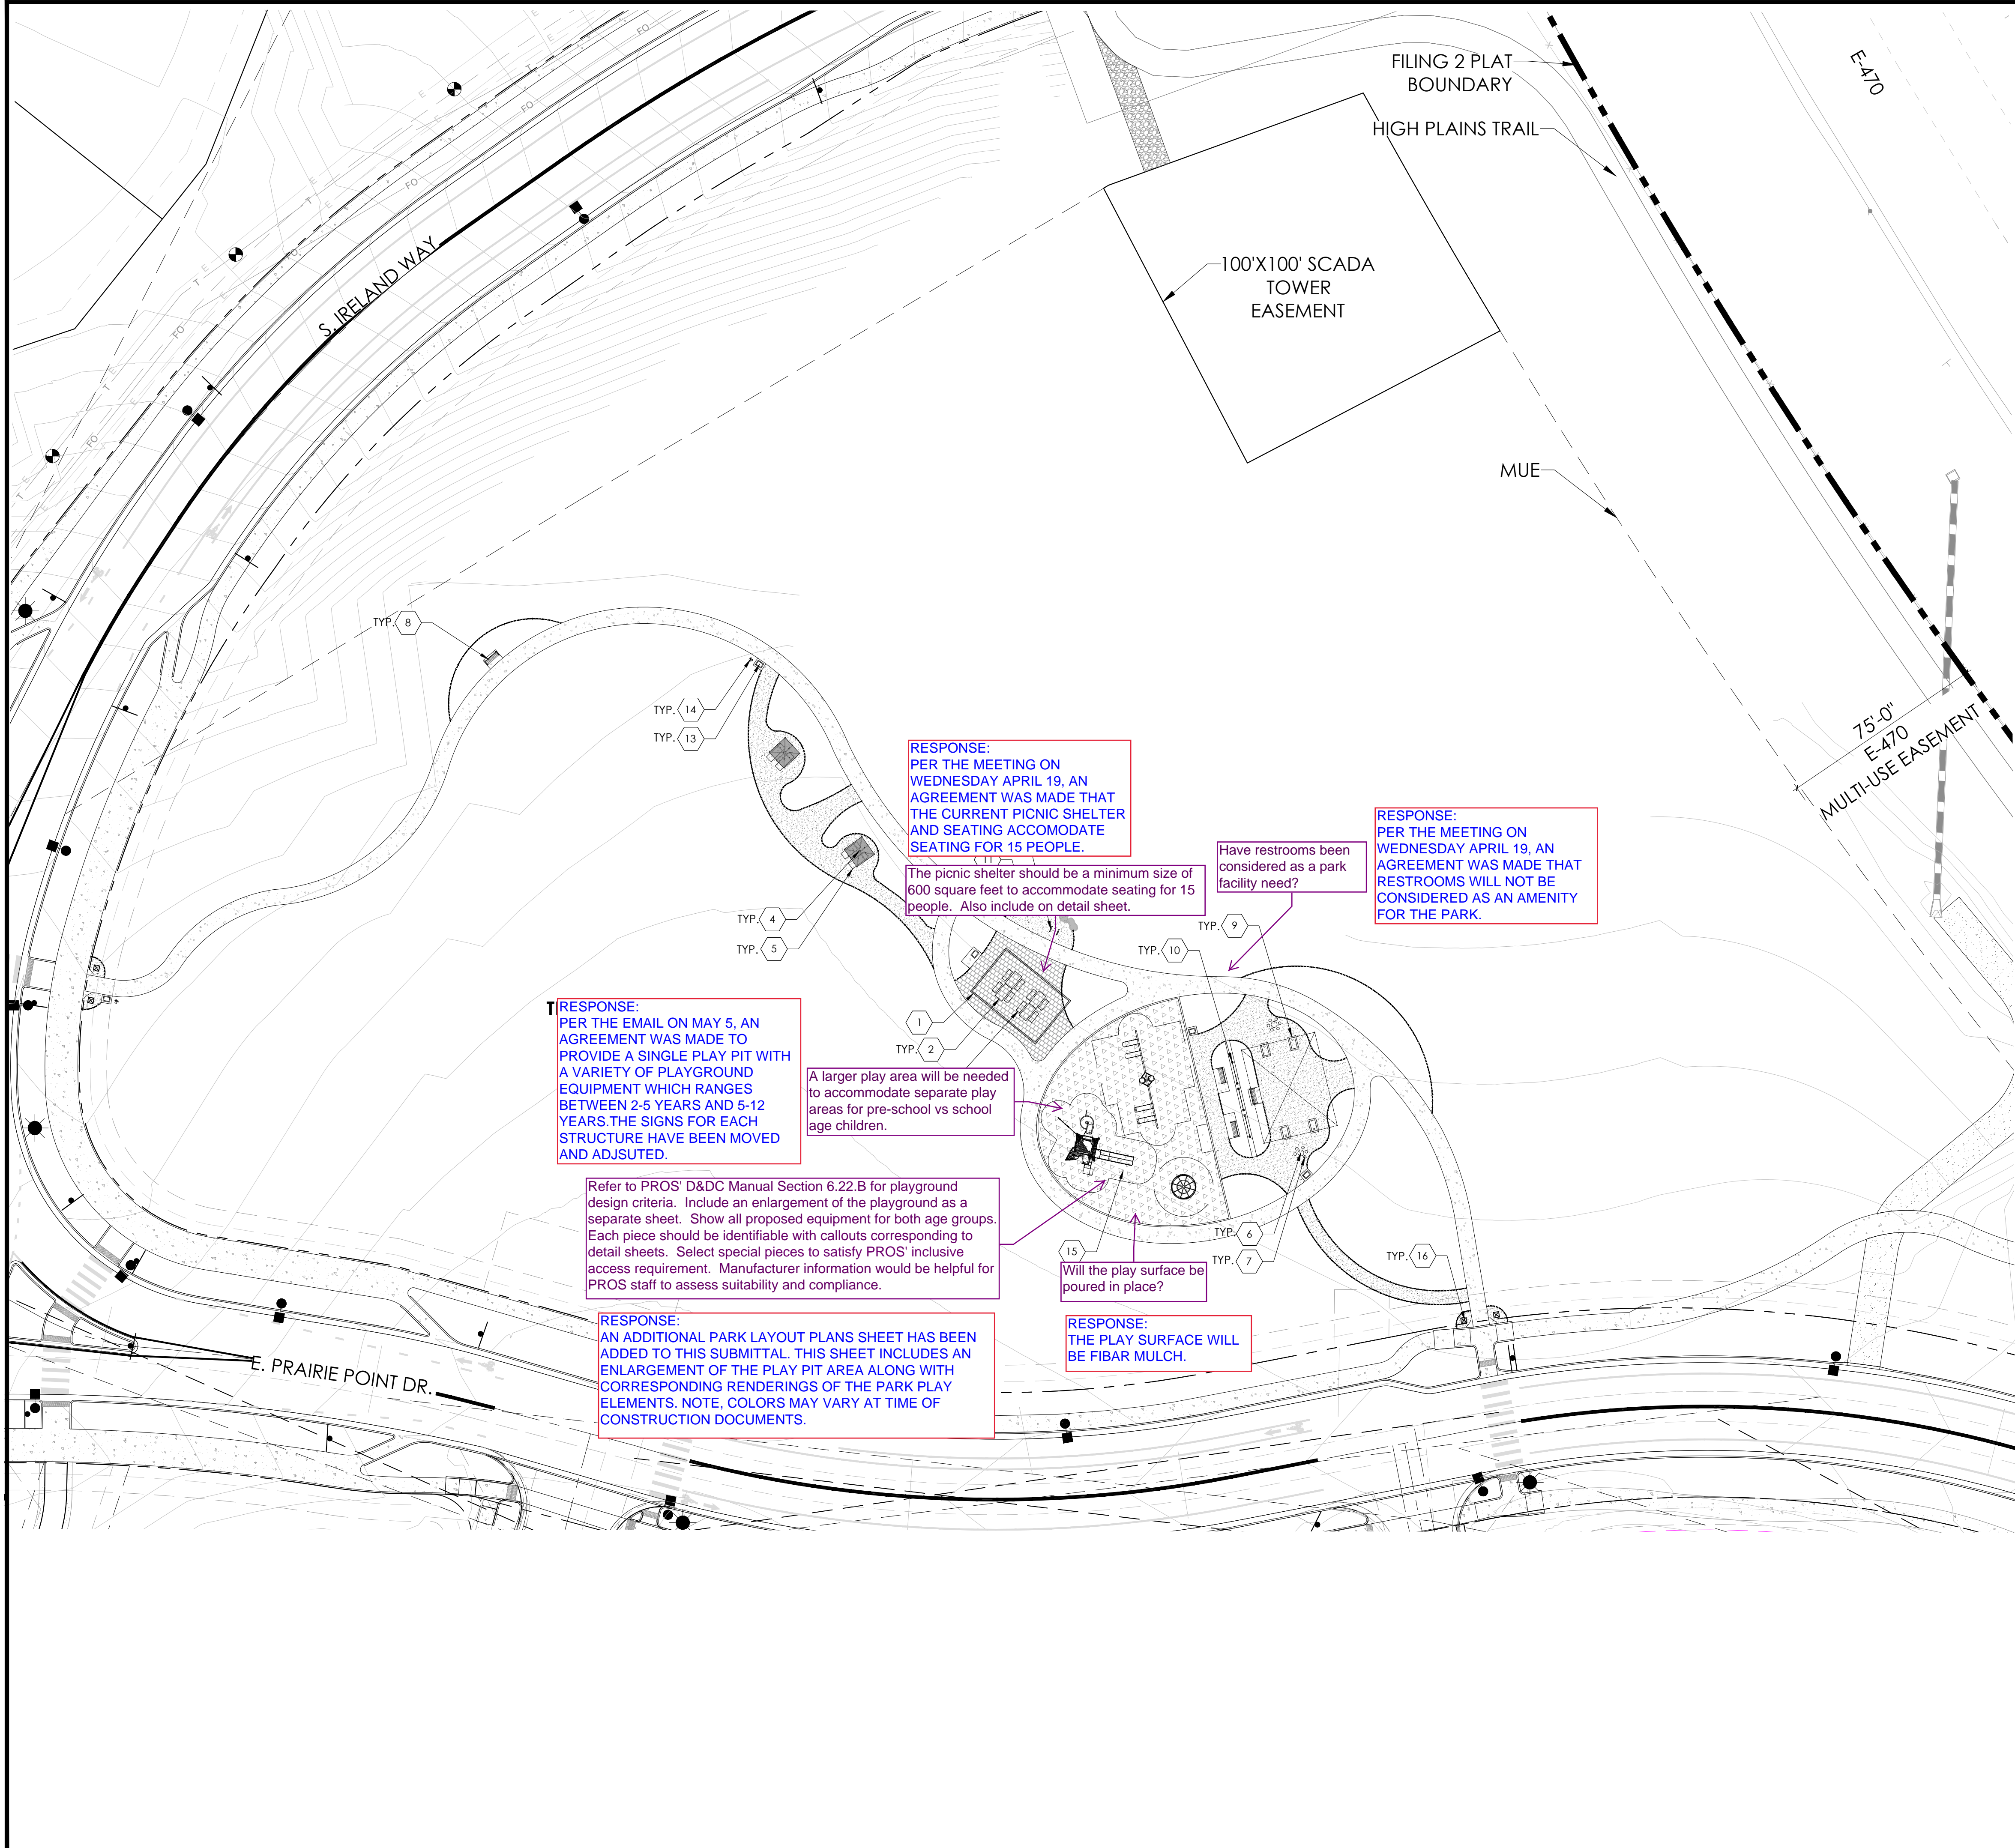 FILING 2 PLAT
BOUNDARY
E-470
HIGH PLAINS TRAIL
S. IRELAND WAY
100'X100' SCADA
TOWER
EASEMENT
MUE
75'-0"
E-470
MULTI-USE EASEMENT
TYP. 8
TYP. 14
TYP. 13
RESPONSE:
PER THE MEETING ON
WEDNESDAY APRIL 19, AN
AGREEMENT WAS MADE THAT
THE CURRENT PICNIC SHELTER
AND SEATING ACCOMODATE
SEATING FOR 15 PEOPLE.
11
The picnic shelter should be a minimum size of
600 square feet to accommodate seating for 15
people. Also include on detail sheet.
Have restrooms been
considered as a park
facility need?
RESPONSE:
PER THE MEETING ON
WEDNESDAY APRIL 19, AN
AGREEMENT WAS MADE THAT
RESTROOMS WILL NOT BE
CONSIDERED AS AN AMENITY
FOR THE PARK.
TYP. 4
TYP. 5
TYP. 9
TYP. 10
1
TYP. 2
T
RESPONSE:
PER THE EMAIL ON MAY 5, AN
AGREEMENT WAS MADE TO
PROVIDE A SINGLE PLAY PIT WITH
A VARIETY OF PLAYGROUND
EQUIPMENT WHICH RANGES
BETWEEN 2-5 YEARS AND 5-12
YEARS.THE SIGNS FOR EACH
STRUCTURE HAVE BEEN MOVED
AND ADJSUTED.
A larger play area will be needed
to accommodate separate play
areas for pre-school vs school
age children.
Refer to PROS' D&DC Manual Section 6.22.B for playground
design criteria. Include an enlargement of the playground as a
separate sheet. Show all proposed equipment for both age groups.
Each piece should be identifiable with callouts corresponding to
detail sheets. Select special pieces to satisfy PROS' inclusive
access requirement. Manufacturer information would be helpful for
PROS staff to assess suitability and compliance.
15
TYP. 6
TYP. 7
TYP. 16
Will the play surface be
poured in place?
RESPONSE:
AN ADDITIONAL PARK LAYOUT PLANS SHEET HAS BEEN
ADDED TO THIS SUBMITTAL. THIS SHEET INCLUDES AN
ENLARGEMENT OF THE PLAY PIT AREA ALONG WITH
CORRESPONDING RENDERINGS OF THE PARK PLAY
ELEMENTS. NOTE, COLORS MAY VARY AT TIME OF
CONSTRUCTION DOCUMENTS.
RESPONSE:
THE PLAY SURFACE WILL
BE FIBAR MULCH.
E. PRAIRIE POINT DR.
FO
FO
FO
FO
FO
T
E
T
E
T
E